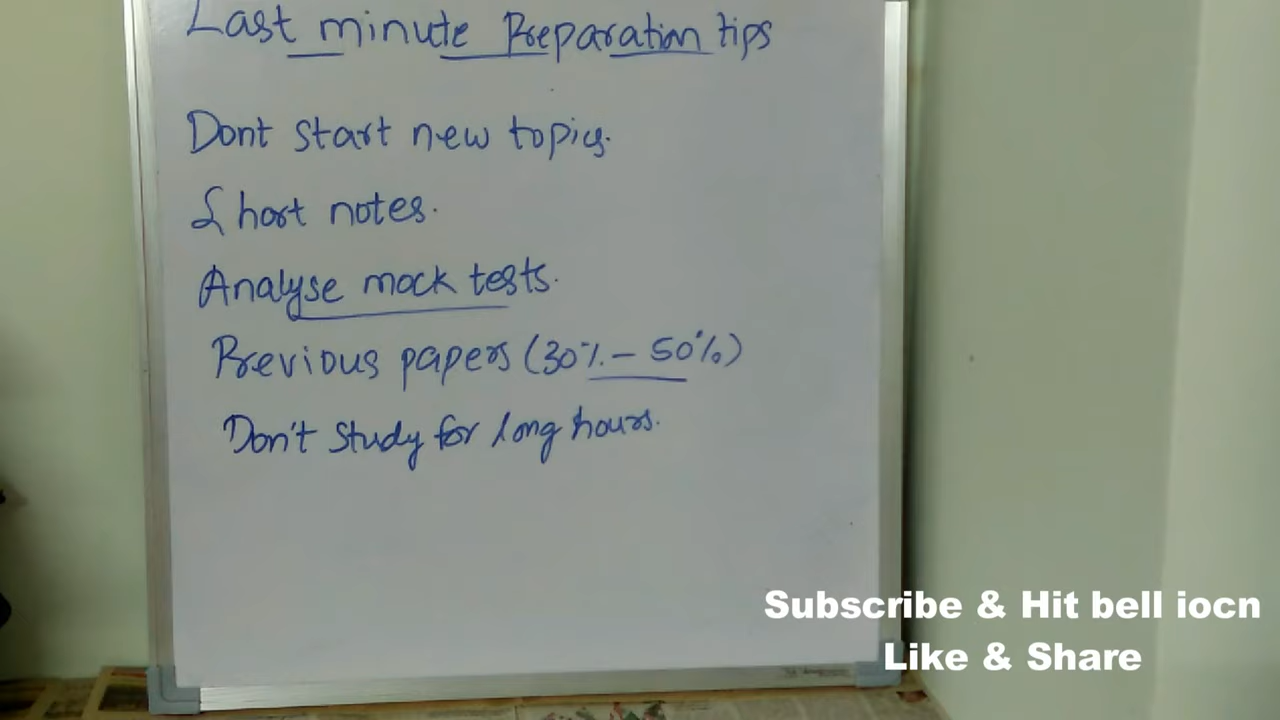 Last minute Preparation tips
Dont start new topics.
Short notes.
Analyse mock tests.
Previous papers (30% - 50%)
Don't study for long hours.
Subscribe & Hit bell iocn
Like & Share